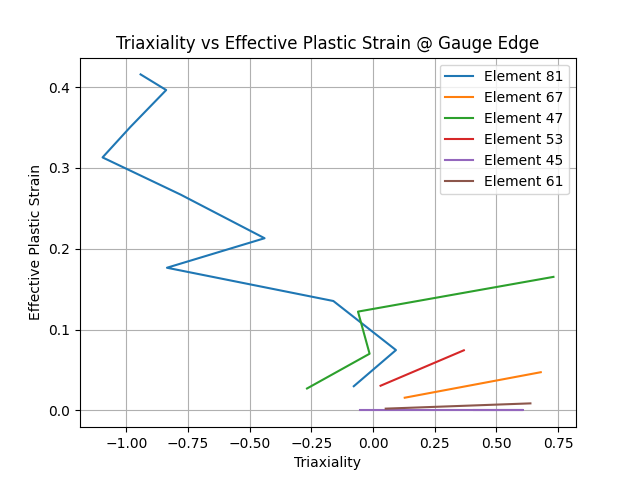 Triaxiality vs Effective Plastic Strain @ Gauge Edge
Element 81
Element 67
Element 47
Element 53
Element 45
Element 61
Effective Plastic Strain
0.4
0.3
0.2
0.1
0.0
−1.00 −0.75 −0.50 −0.25 0.00 0.25 0.50 0.75
Triaxiality